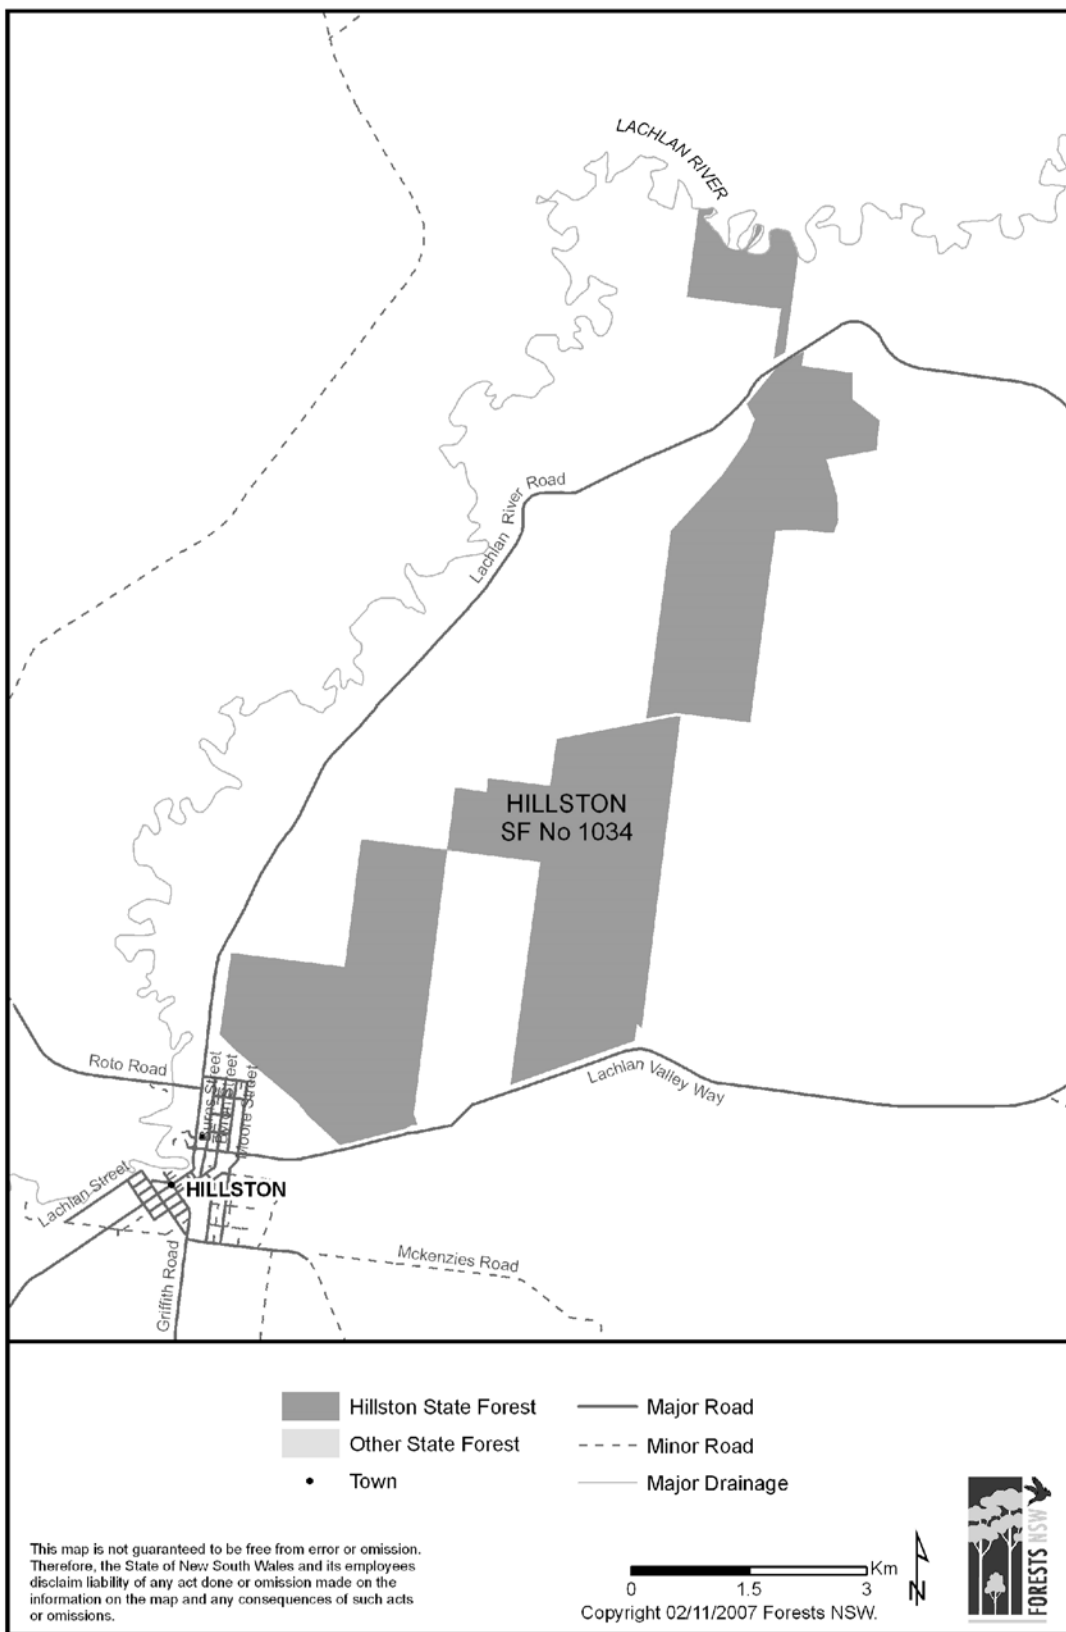 LACHLAN RIVER
Lachlan River Road
HILLSTON
SF No 1034
Roto Road
Moore Street
Lachlan Valley Way
Lachlan Street
HILLSTON
Mckenzies Road
Griffith Road
Hillston State Forest
Major Road
Other State Forest
Minor Road
Town
Major Drainage
This map is not guaranteed to be free from error or omission.
Therefore, the State of New South Wales and its employees
disclaim liability of any act done or omission made on the
information on the map and any consequences of such acts
or omissions.
Km
0 1.5 3
N
Copyright 02/11/2007 Forests NSW.
FORESTS NSW